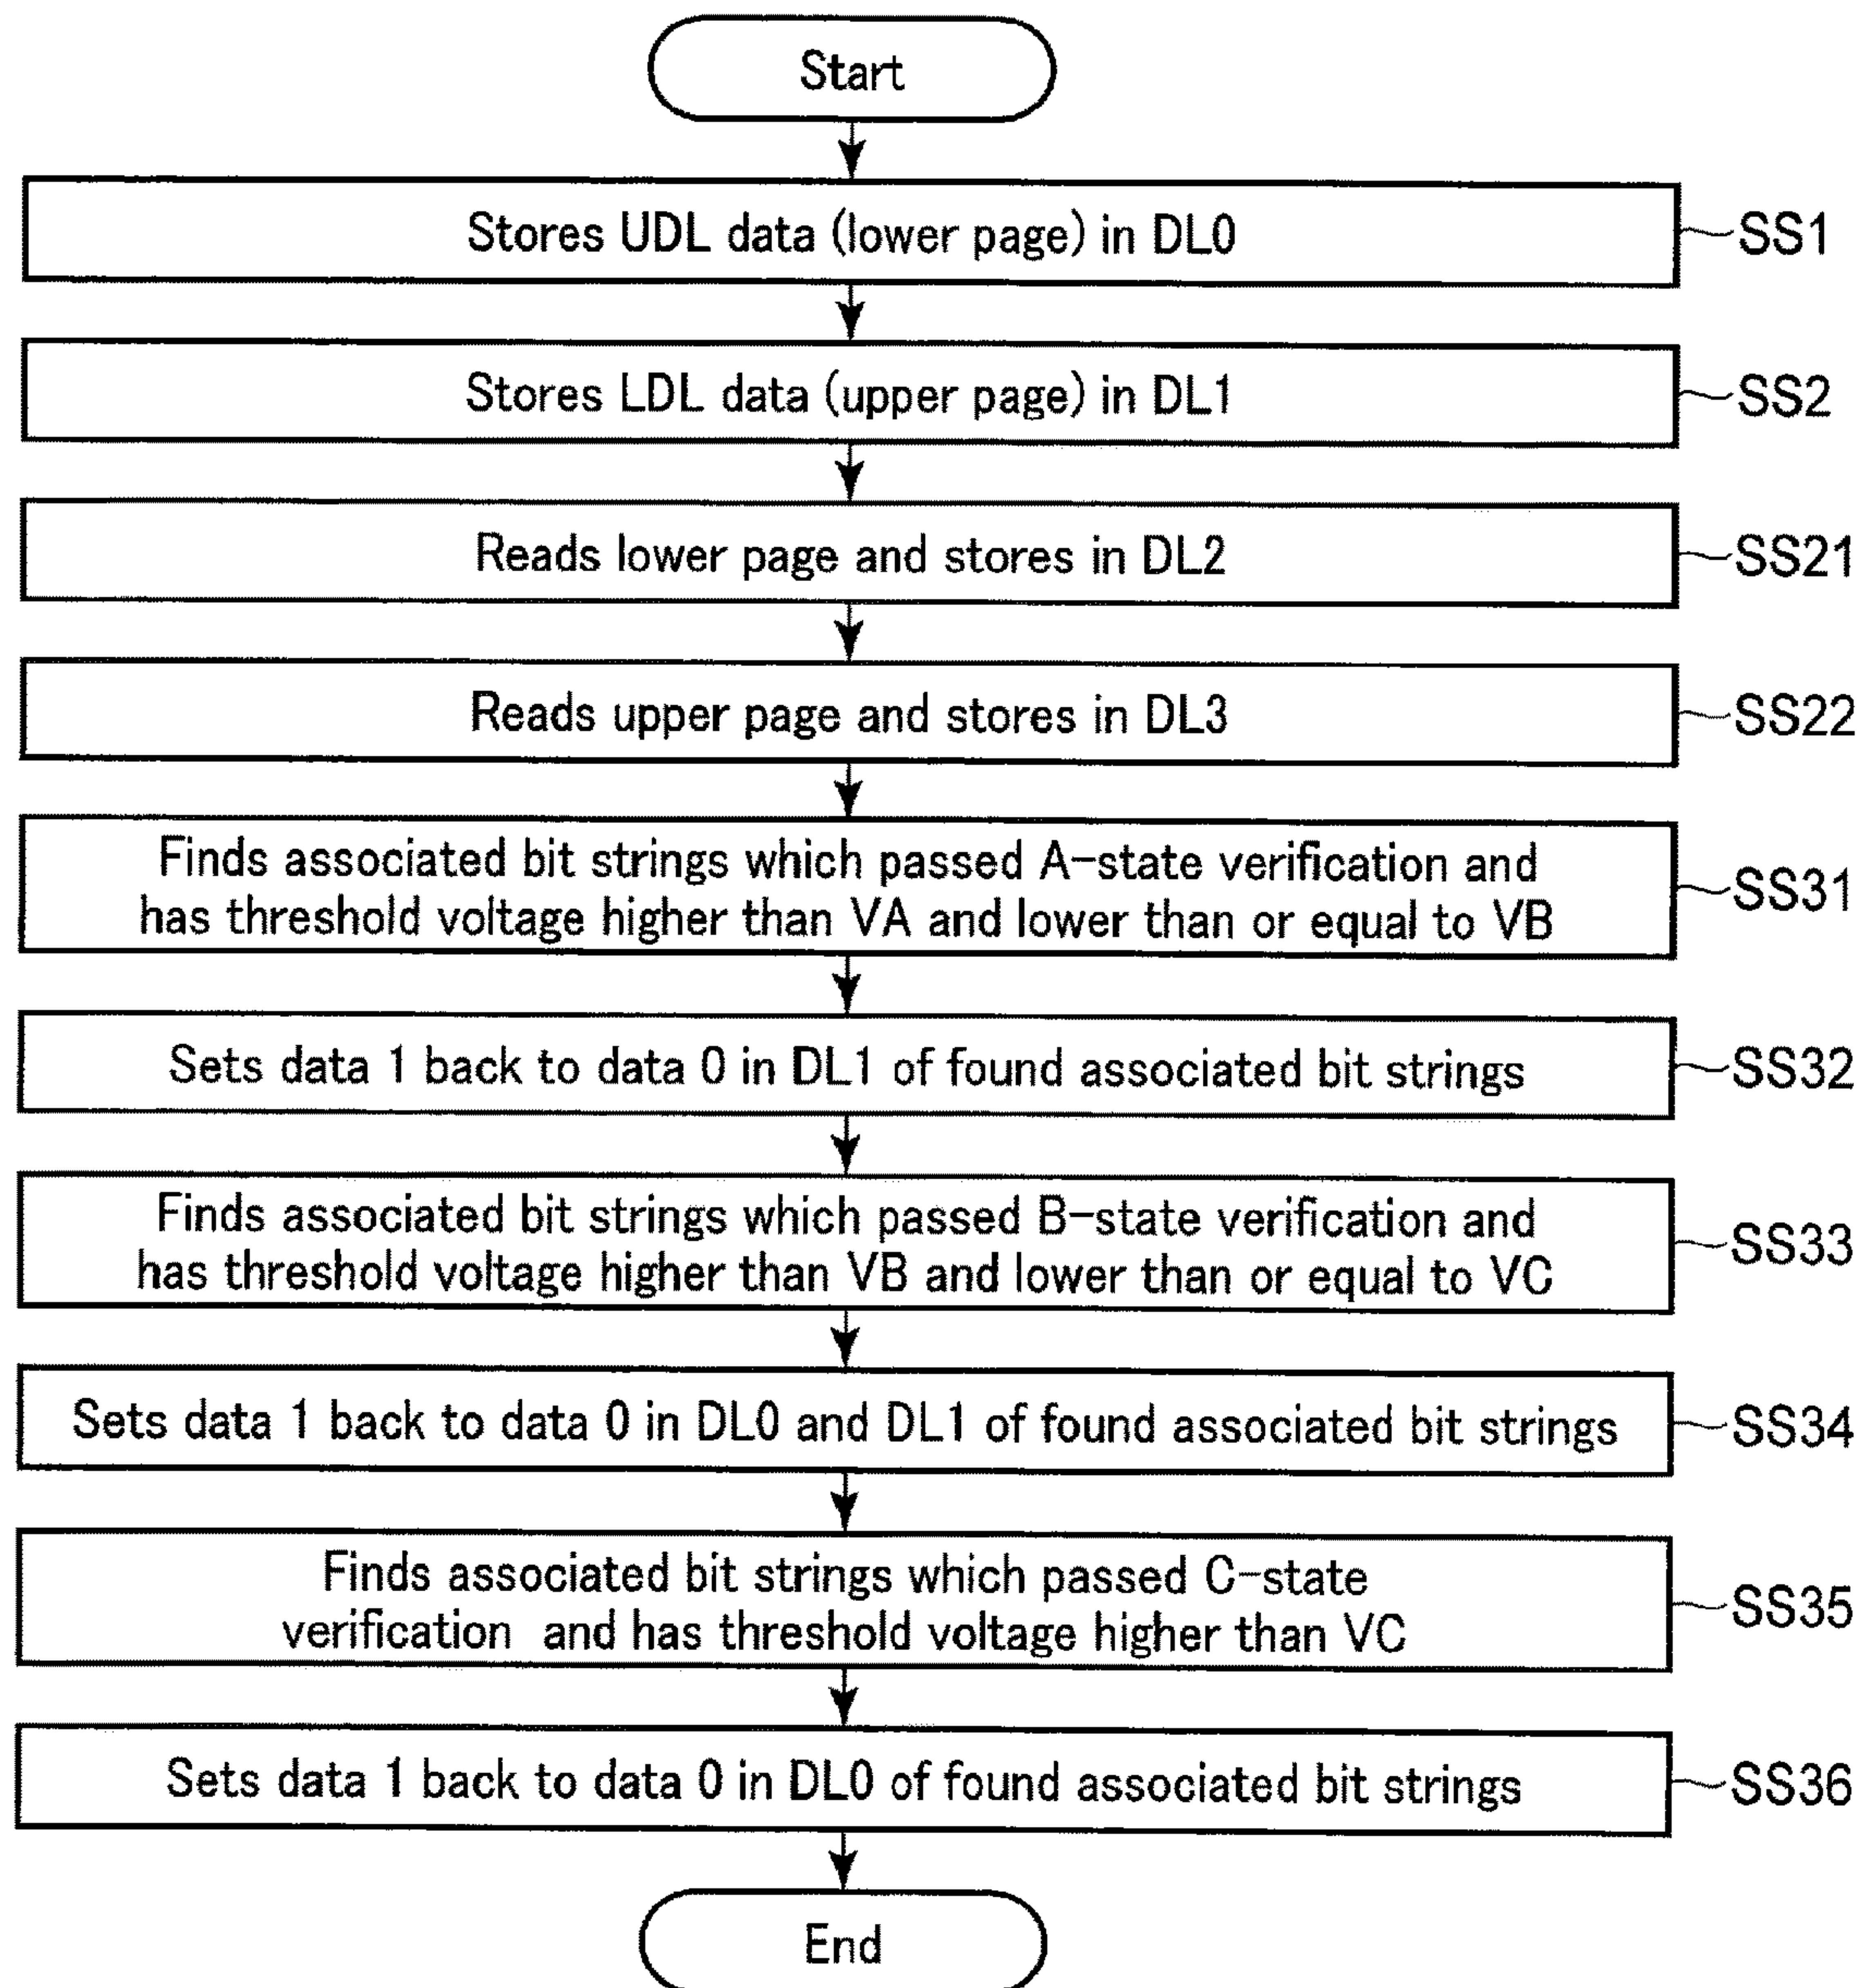 Start
Stores UDL data (lower page) in DL0
SS1
Stores LDL data (upper page) in DL1
SS2
Reads lower page and stores in DL2
SS21
Reads upper page and stores in DL3
SS22
Finds associated bit strings which passed A-state verification and
has threshold voltage higher than VA and lower than or equal to VB
SS31
Sets data 1 back to data 0 in DL1 of found associated bit strings
SS32
Finds associated bit strings which passed B-state verification and
has threshold voltage higher than VB and lower than or equal to VC
SS33
Sets data 1 back to data 0 in DL0 and DL1 of found associated bit strings
SS34
Finds associated bit strings which passed C-state
verification and has threshold voltage higher than VC
SS35
Sets data 1 back to data 0 in DL0 of found associated bit strings
SS36
End